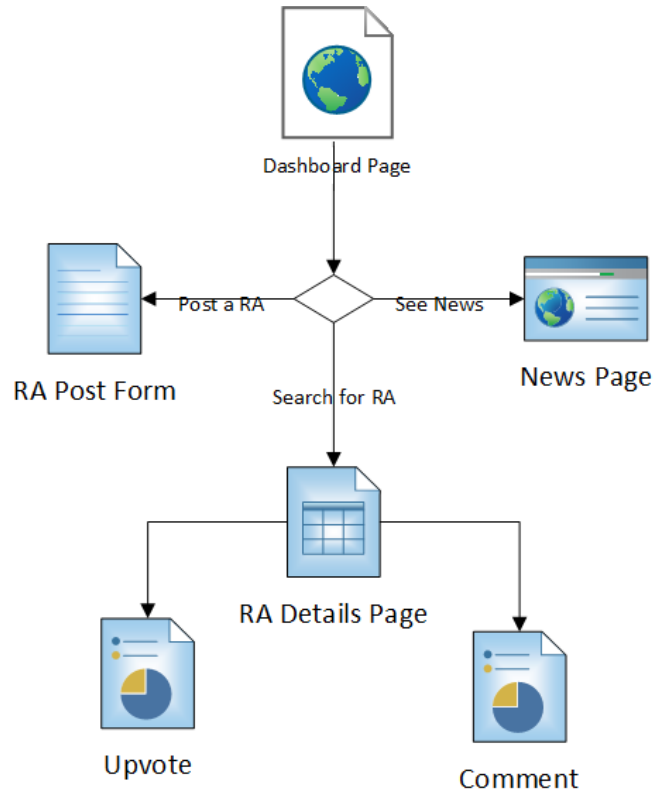 Dashboard Page
Post a RA
See News
RA Post Form
News Page
Search for RA
RA Details Page
Upvote
Comment